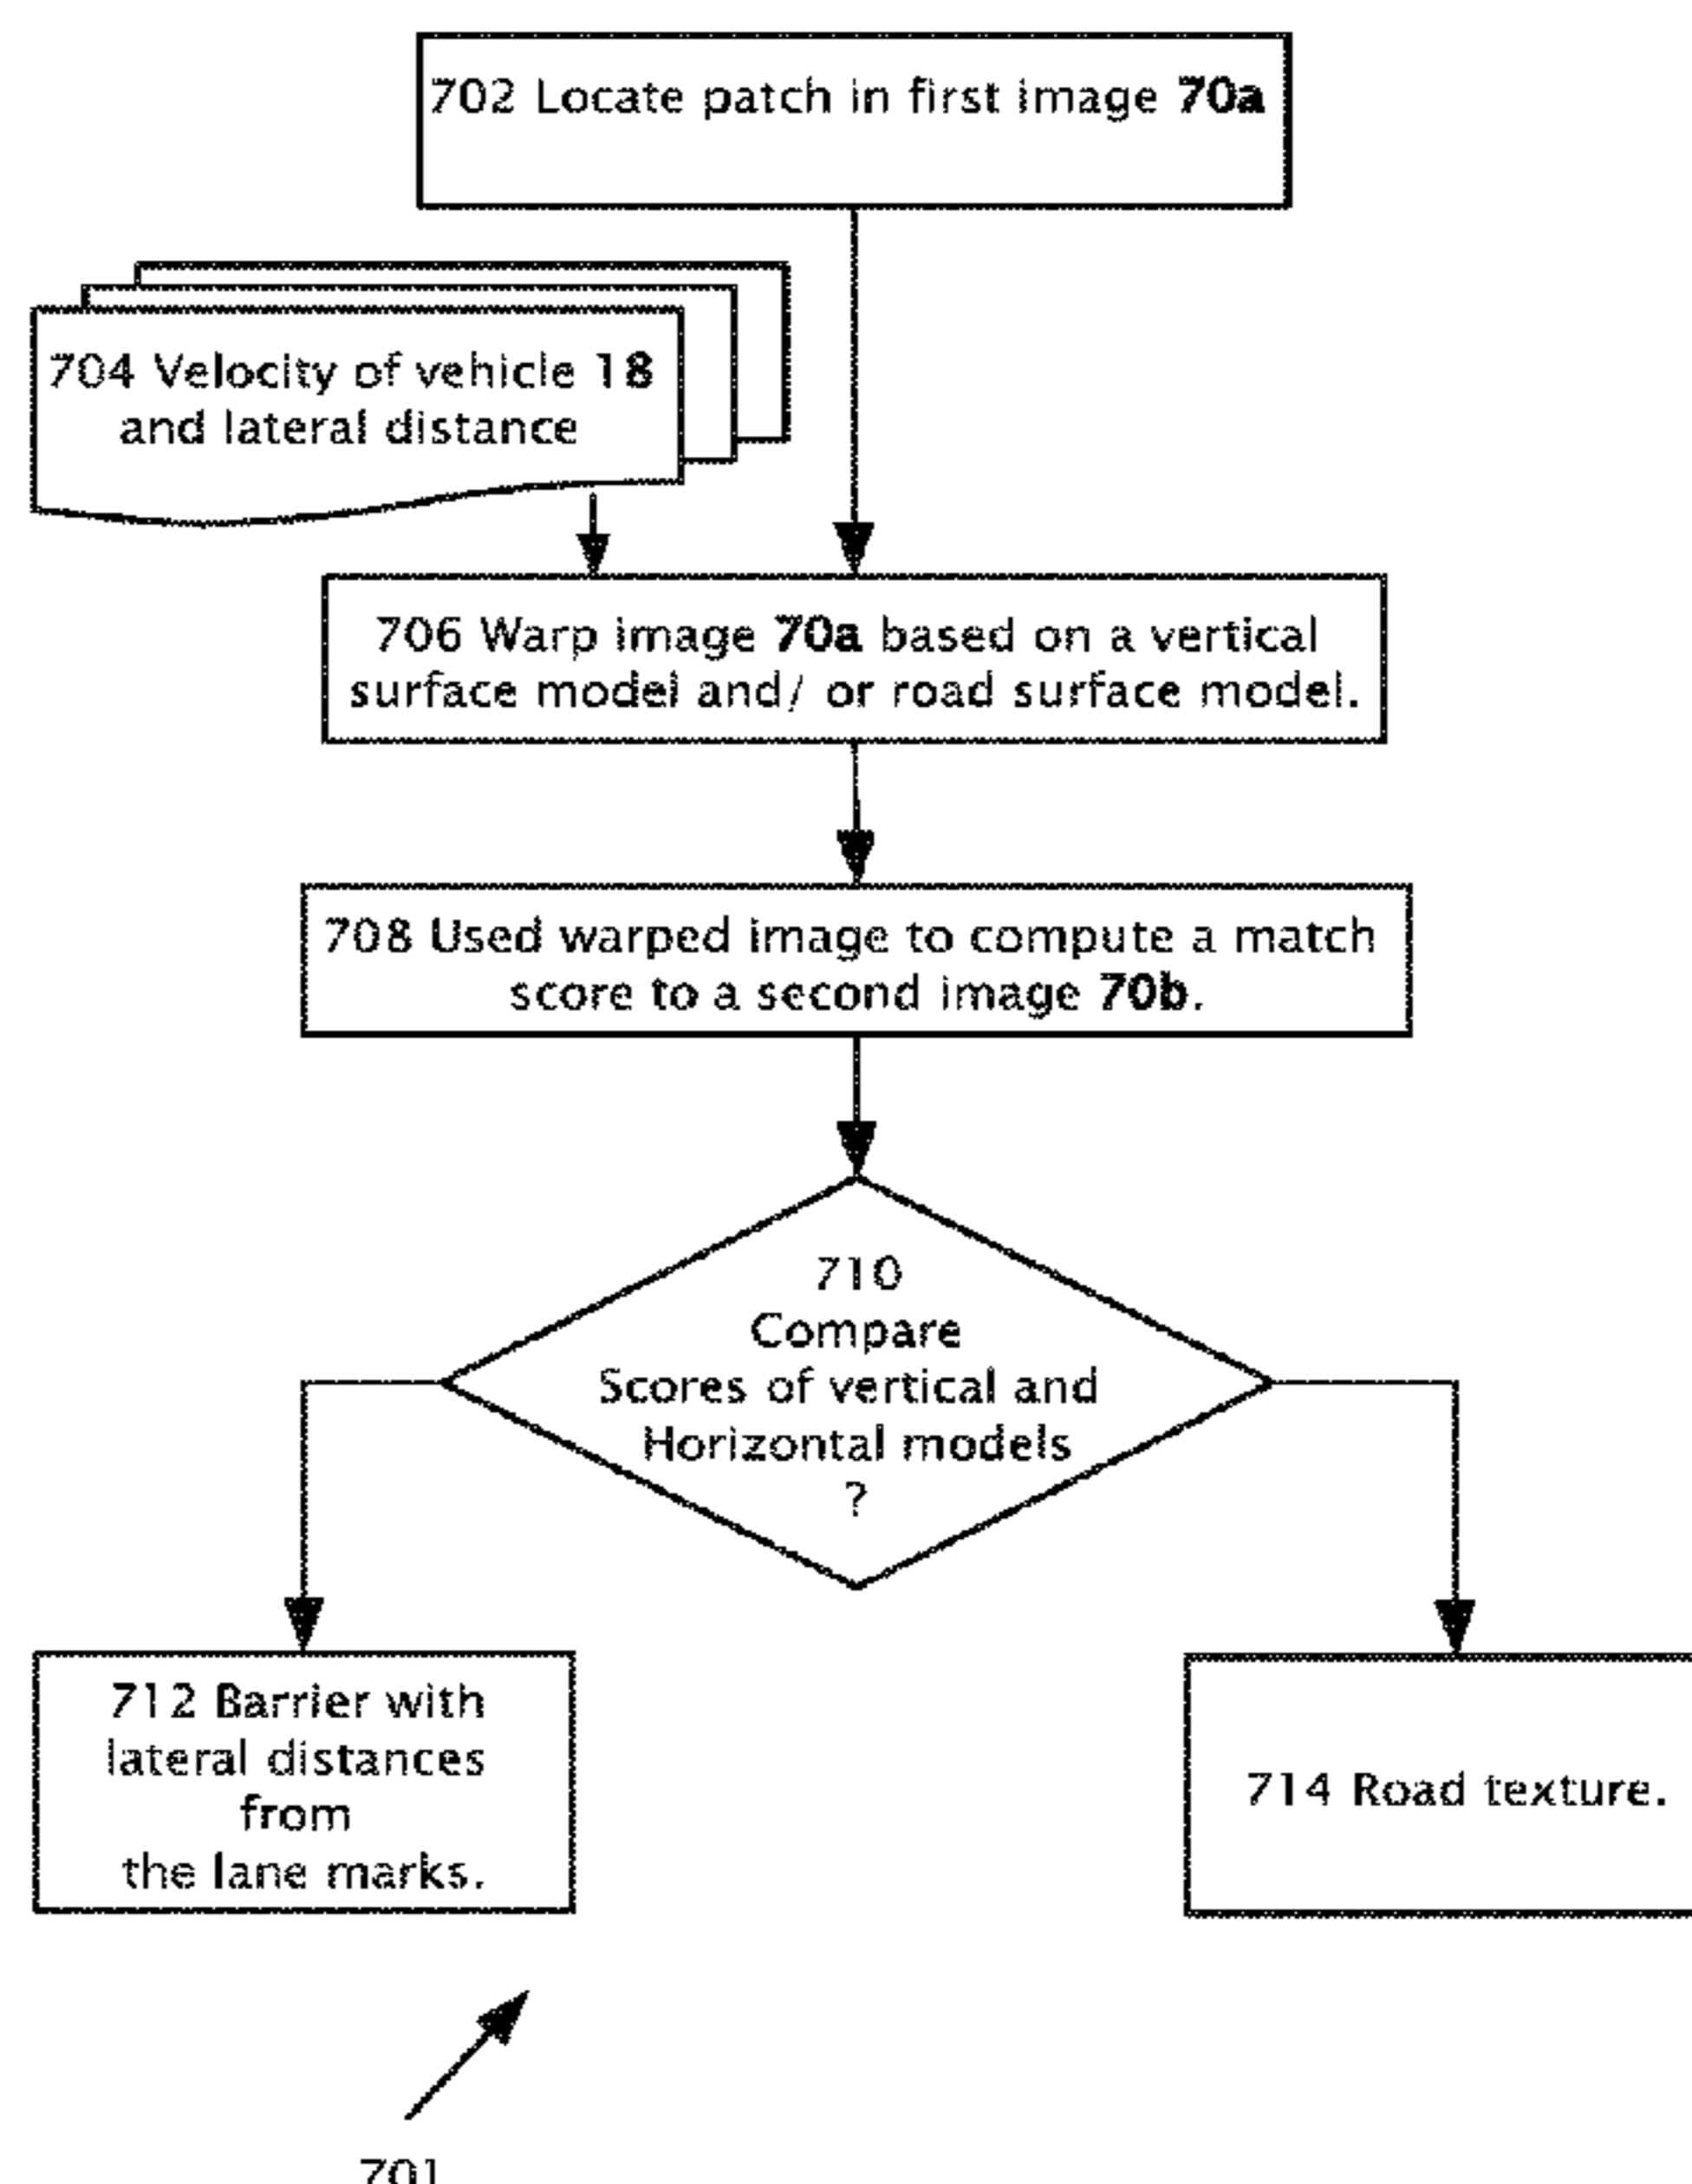 702 Locate patch in first image 70a
704 Velocity of vehicle 18
and lateral distance
706 Warp image 70a based on a vertical
surface model and/ or road surface model.
708 Used warped image to compute a match
score to a second image 70b.
710
Compare
Scores of vertical and
Horizontal models
?
712 Barrier with
lateral distances
from
the lane marks.
714 Road texture.
701